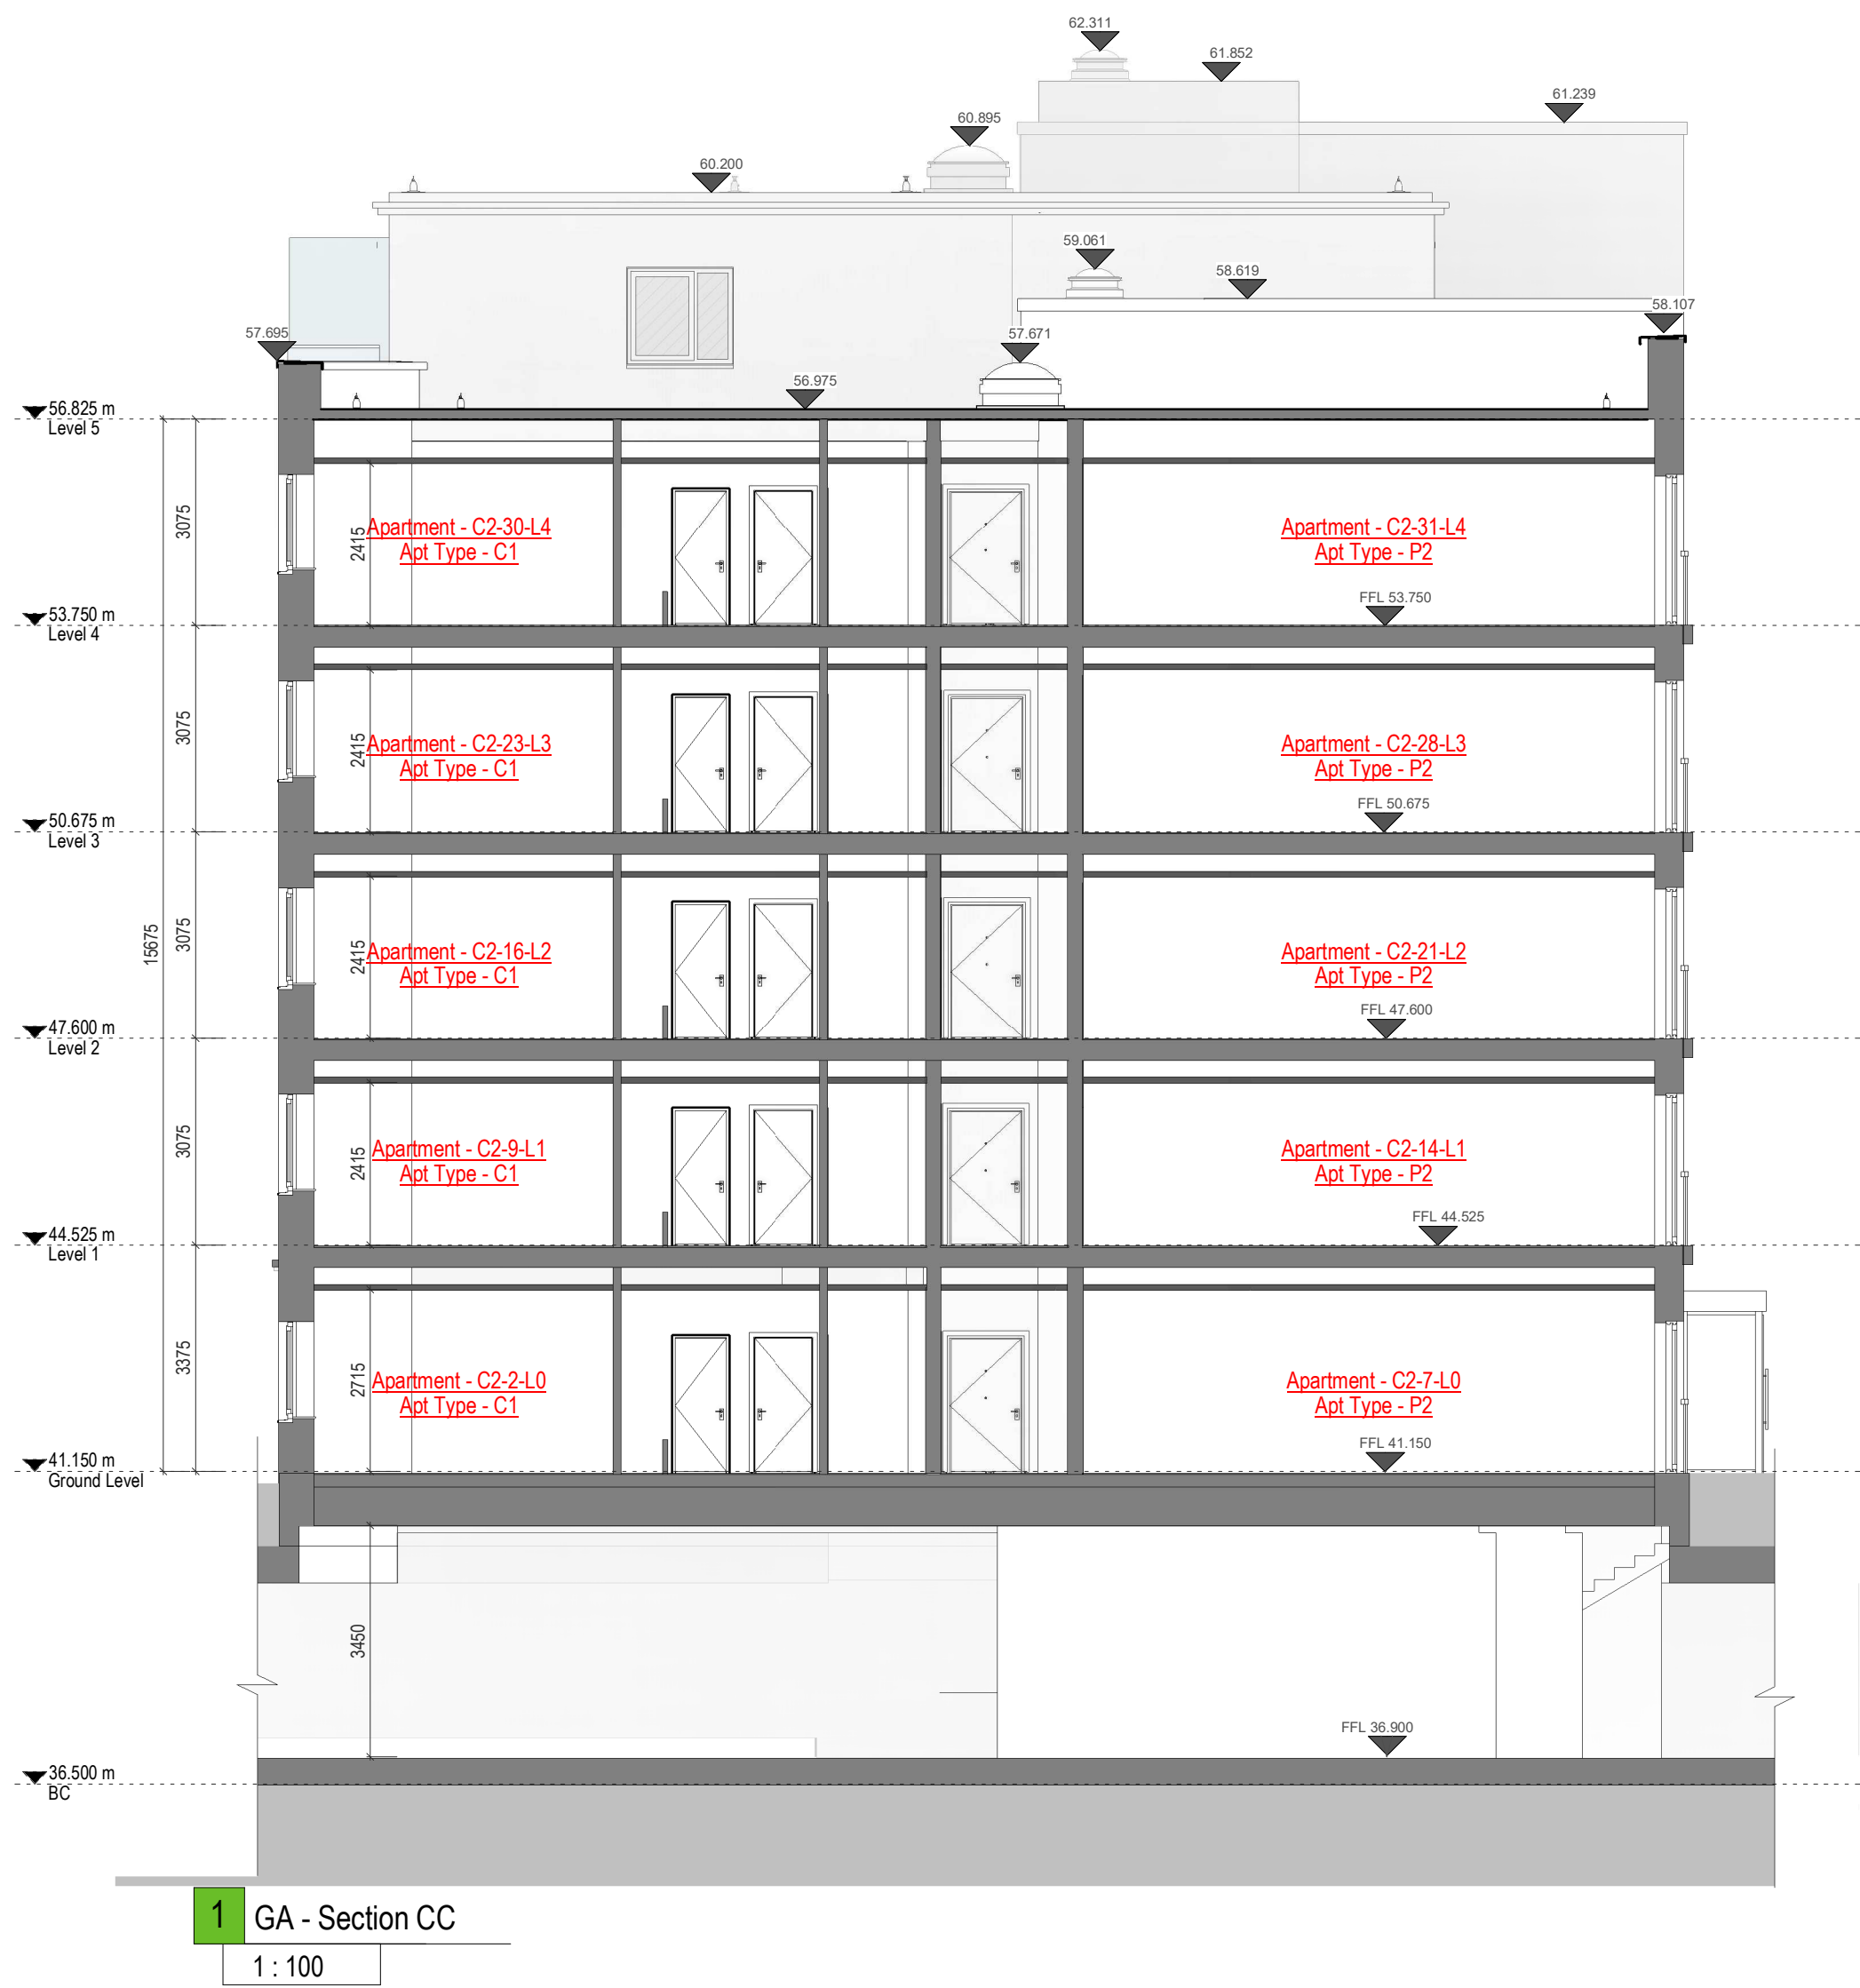 62.311
61.852
61.239
60.895
60.200
59.061
58.619
58.107
57.695
57.671
56.975
56.825 m
Level 5
3075
2415
Apartment - C2-30-L4
Apt Type - C1
Apartment - C2-31-L4
Apt Type - P2
FFL 53.750
53.750 m
Level 4
3075
2415
Apartment - C2-23-L3
Apt Type - C1
Apartment - C2-28-L3
Apt Type - P2
FFL 50.675
50.675 m
Level 3
15675
3075
2415
Apartment - C2-16-L2
Apt Type - C1
Apartment - C2-21-L2
Apt Type - P2
FFL 47.600
47.600 m
Level 2
3075
2415
Apartment - C2-9-L1
Apt Type - C1
Apartment - C2-14-L1
Apt Type - P2
FFL 44.525
44.525 m
Level 1
3375
2715
Apartment - C2-2-L0
Apt Type - C1
Apartment - C2-7-L0
Apt Type - P2
FFL 41.150
41.150 m
Ground Level
3450
FFL 36.900
36.500 m
BC
1 GA - Section CC
1 : 100